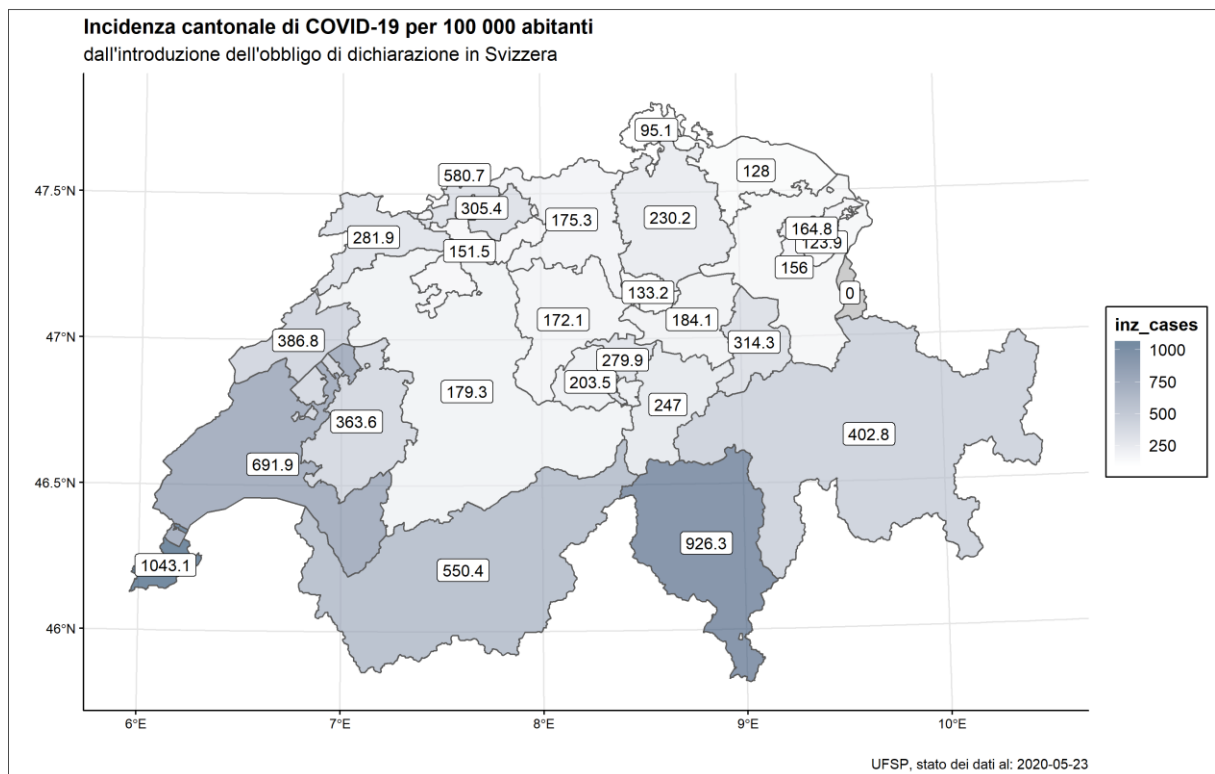 Incidenza cantonale di COVID-19 per 100 000 abitanti
dall'introduzione dell'obbligo di dichiarazione in Svizzera
95.1
128
580.7
305.4
175.3
230.2
164.8
123.9
281.9
151.5
156
133.2
0
172.1
184.1
386.8
279.9
314.3
203.5
179.3
247
363.6
402.8
691.9
926.3
1043.1
550.4
47.5°N
47°N
46.5°N
46°N
6°E
7°E
8°E
9°E
10°E
inz_cases
1000
750
500
250
UFSP, stato dei dati al: 2020-05-23